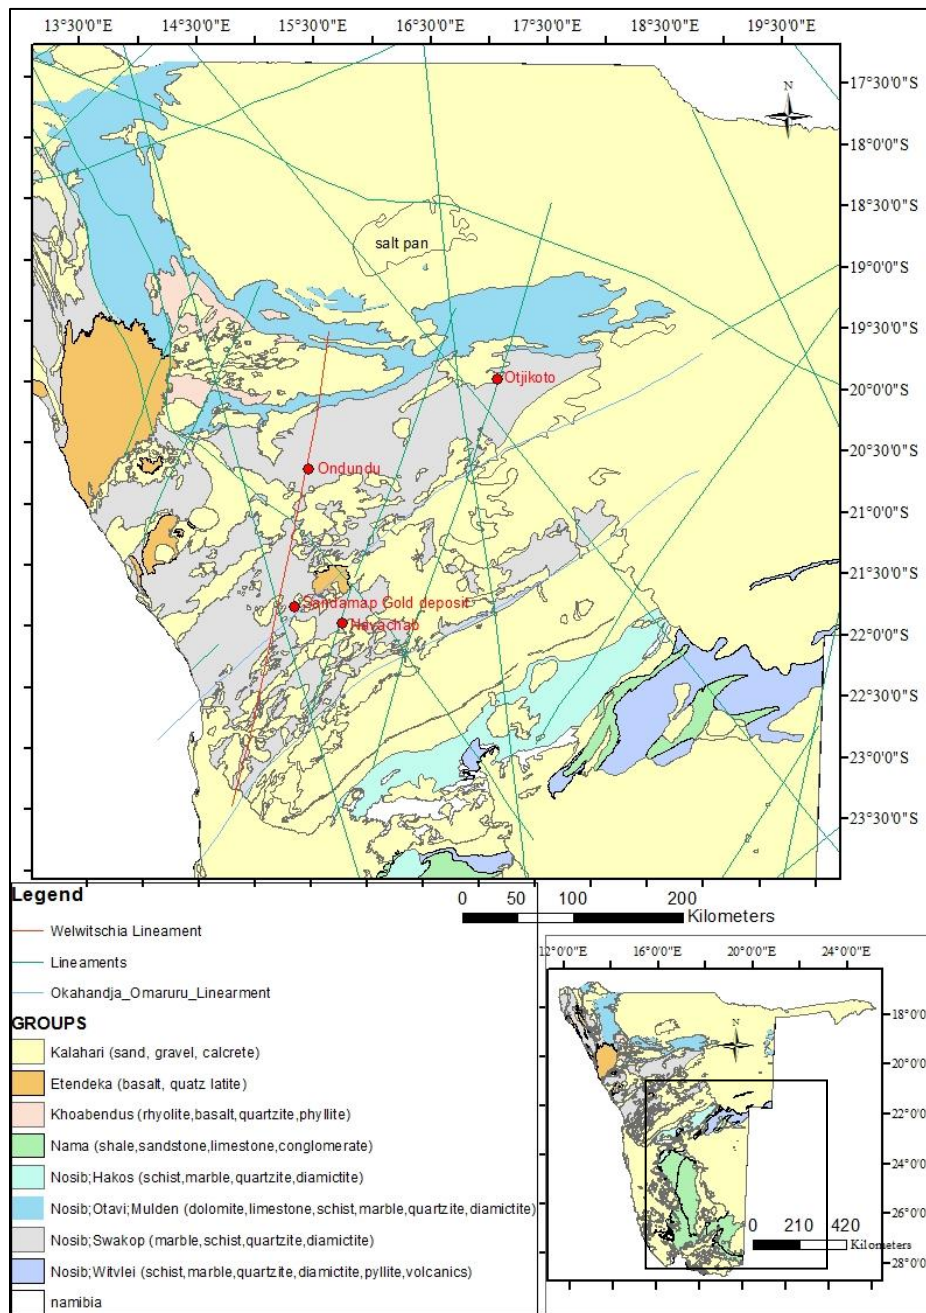 13°30'0"E 14°30'0"E 15°30'0"E 16°30'0"E 17°30'0"E 18°30'0"E 19°30'0"E
17°30'0"S
N
18°0'0"S
18°30'0"S
salt pan
19°0'0"S
19°30'0"S
Otjikoto
20°0'0"S
20°30'0"S
Ondundu
21°0'0"S
21°30'0"S
Sandamap Gold deposit
Navachab
22°0'0"S
22°30'0"S
23°0'0"S
23°30'0"S
Legend
Welwitschia Lineament
Lineaments
Okahandja_Omaruru_Linearment
GROUPS
Kalahari (sand, gravel, calcrete)
Etendeka (basalt, quatz latite)
Khoabendus (rhyolite,basalt,quartzite,phyllite)
Nama (shale,sandstone,limestone,conglomerate)
Nosib;Hakos (schist,marble,quartzite,diamictite)
Nosib;Otavi;Mulden (dolomite,limestone,schist,marble,quartzite,diamictite)
Nosib;Swakop (marble,schist,quartzite,diamictite)
Nosib;Witvlei (schist,marble,quartzite,diamictite,pyllite,volcanics)
namibia
0 50 100 200
Kilometers
12°0'0"E 16°0'0"E 20°0'0"E 24°0'0"E
18°0'0
N
20°0'0
22°0'0
24°0'0
26°0'0
0 210 420
Kilometers
28°0'0